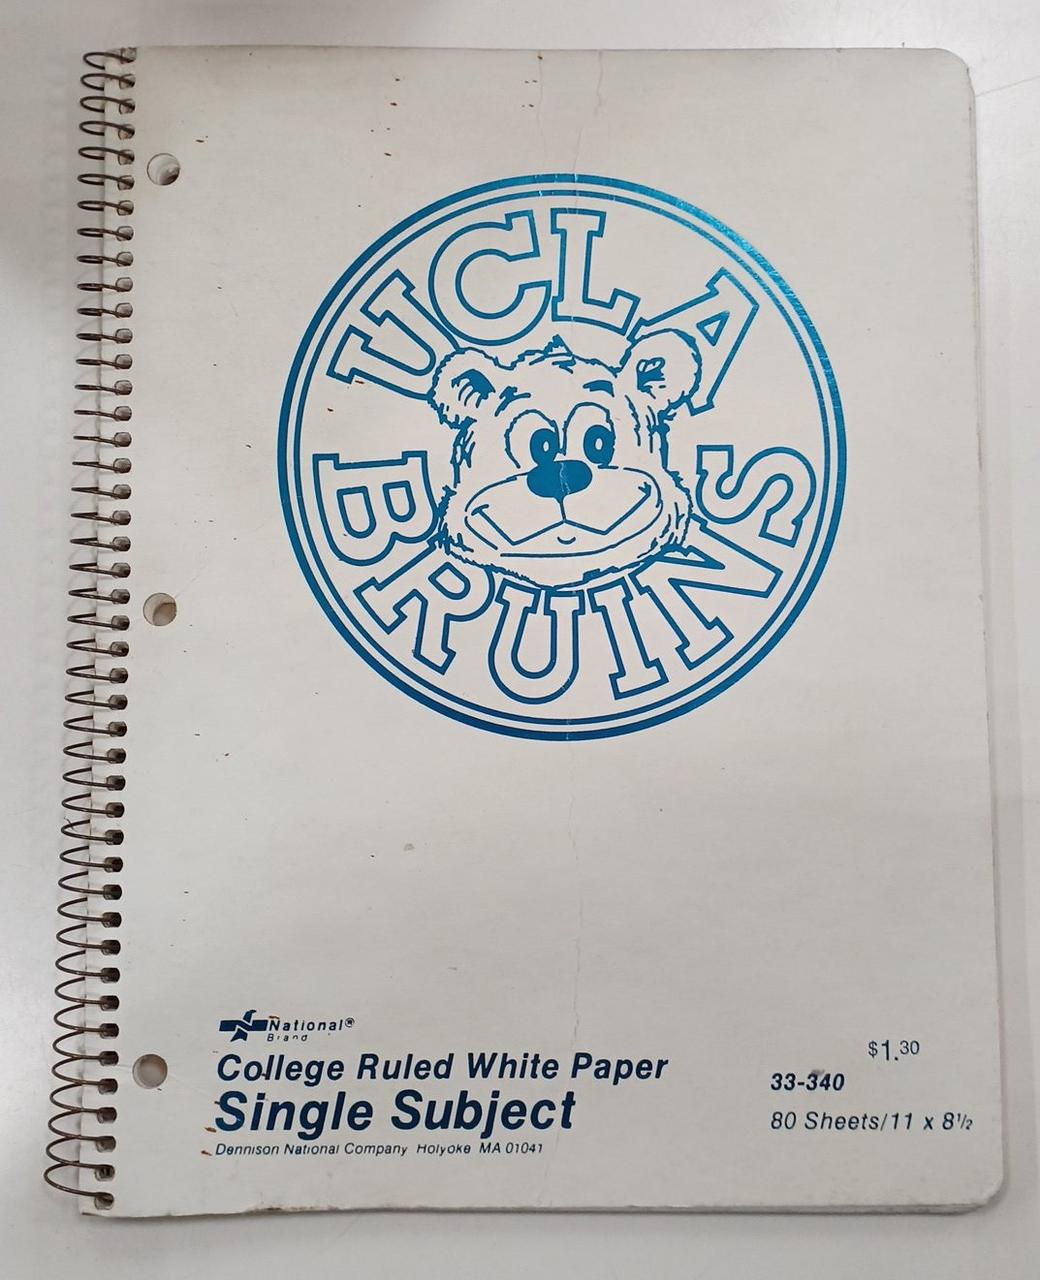 UCLA
BRUINS
National®
Brand
College Ruled White Paper
Single Subject
Dennison National Company Holyoke MA 01041
$1.30
33-340
80 Sheets/11 x 8½